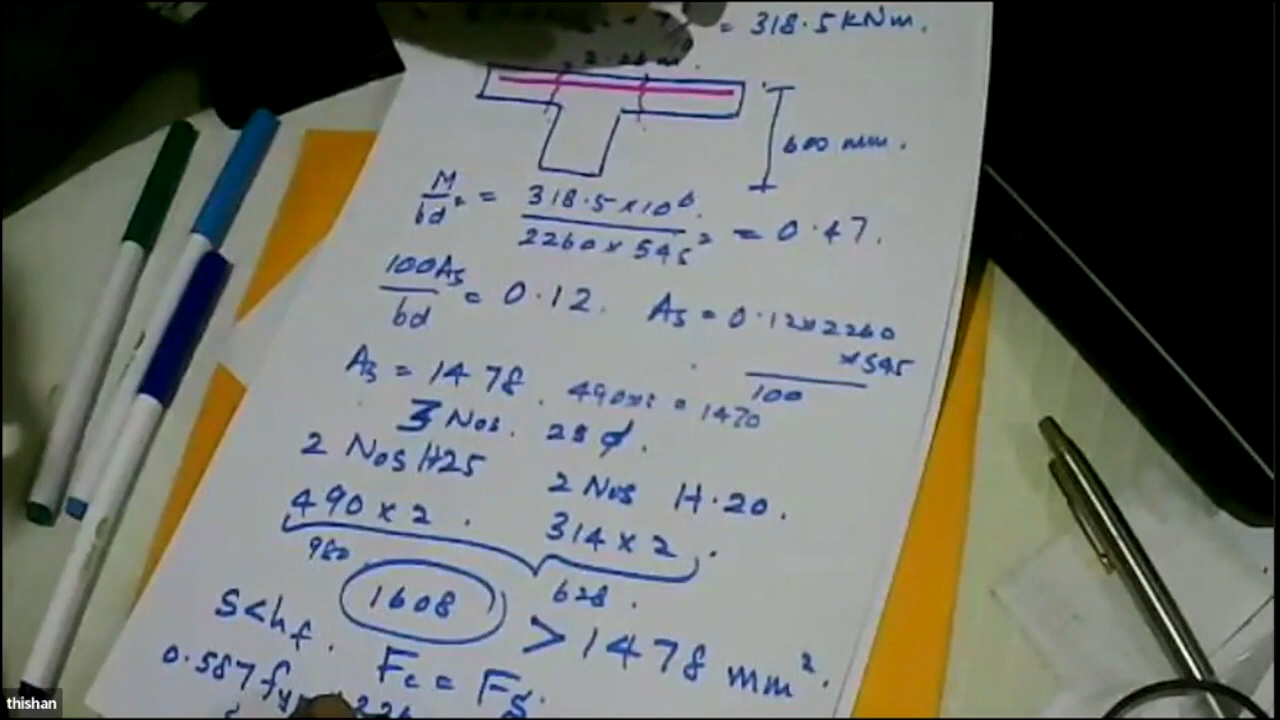 = 318.5 kNm.
600 mm.
M/bd² = 318.5×10⁶ / 2260×545² = 0.47.
100As/bd = 0.12. As = 0.12×2260×545 / 100
As = 1478. 490×3 = 1470
3 Nos. 25 ϕ.
2 Nos H25 2 Nos H.20.
490×2. 314×2.
980 628.
1608 > 1478 mm².
S<hf. Fc = Fs.
0.587 fy
thishan